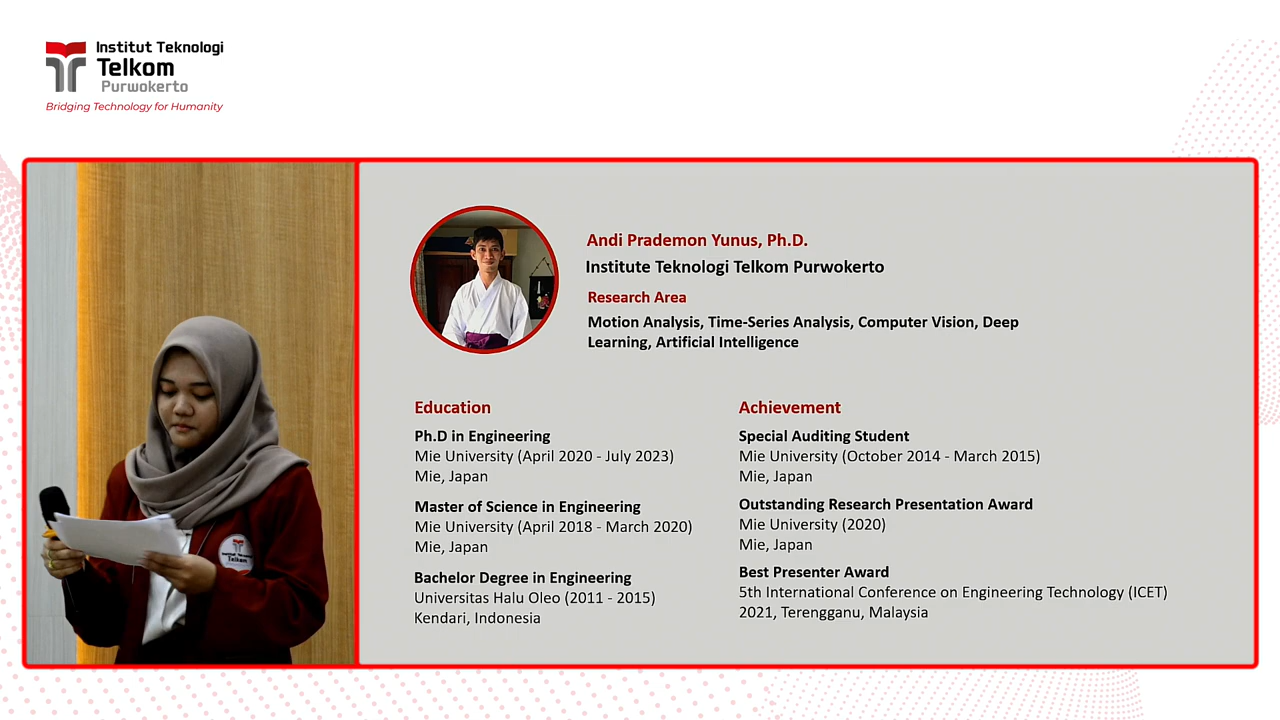 Institut Teknologi
Telkom
Purwokerto
Bridging Technology for Humanity
Andi Prademon Yunus, Ph.D.
Institute Teknologi Telkom Purwokerto
Research Area
Motion Analysis, Time-Series Analysis, Computer Vision, Deep
Learning, Artificial Intelligence
Education
Ph.D in Engineering
Mie University (April 2020 - July 2023)
Mie, Japan
Master of Science in Engineering
Mie University (April 2018 - March 2020)
Mie, Japan
Bachelor Degree in Engineering
Universitas Halu Oleo (2011 - 2015)
Kendari, Indonesia
Achievement
Special Auditing Student
Mie University (October 2014 - March 2015)
Mie, Japan
Outstanding Research Presentation Award
Mie University (2020)
Mie, Japan
Best Presenter Award
5th International Conference on Engineering Technology (ICET)
2021, Terengganu, Malaysia
Telkom